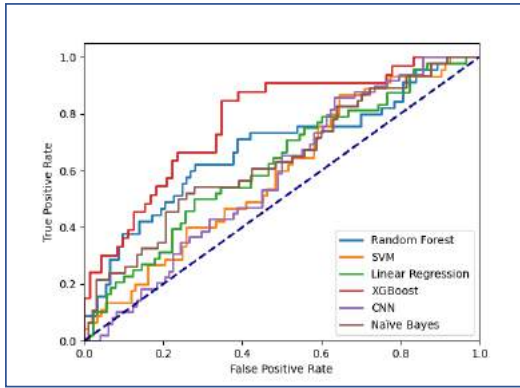 1.0
0.8
0.6
0.4
0.2
0.0
True Positive Rate
Random Forest
SVM
Linear Regression
XGBoost
CNN
Naïve Bayes
0.0 0.2 0.4 0.6 0.8 1.0
False Positive Rate